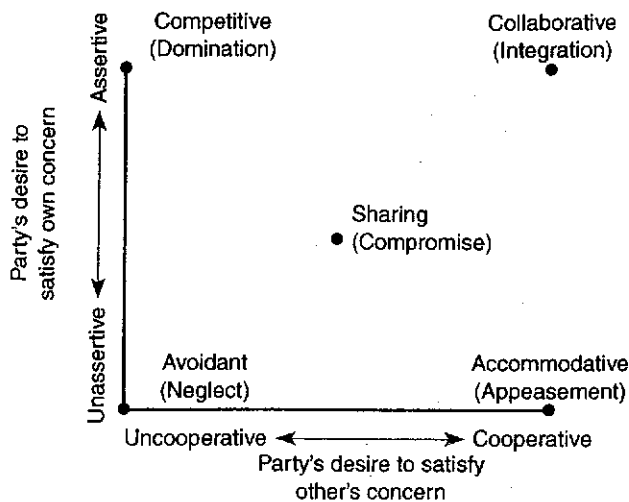 Competitive
(Domination)
Collaborative
(Integration)
Assertive
Party's desire to
satisfy own concern
Sharing
(Compromise)
Unassertive
Avoidant
(Neglect)
Accommodative
(Appeasement)
Uncooperative
Cooperative
Party's desire to satisfy
other's concern